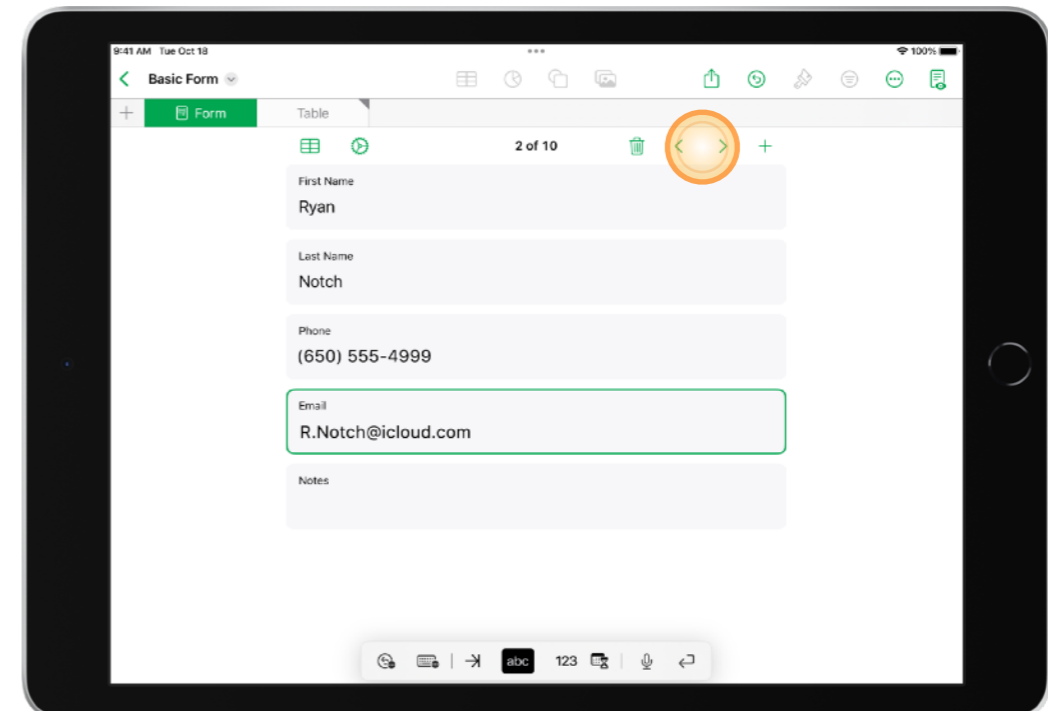 9:41 AM Tue Oct 18
100%
Basic Form
Form
Table
2 of 10
First Name
Ryan
Last Name
Notch
Phone
(650) 555-4999
Email
R.Notch@icloud.com
Notes
abc
123